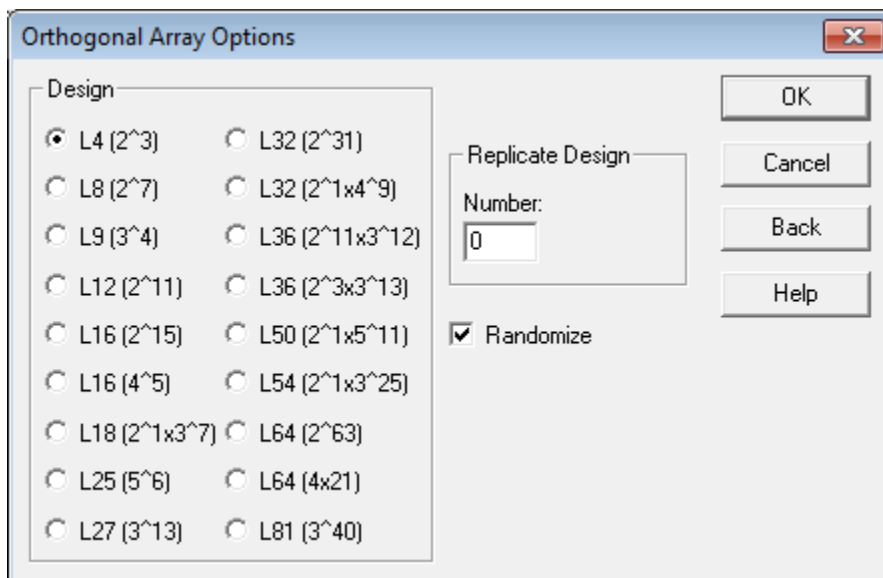 Orthogonal Array Options
Design
L4 (2^3)
L8 (2^7)
L9 (3^4)
L12 (2^11)
L16 (2^15)
L16 (4^5)
L18 (2^1x3^7)
L25 (5^6)
L27 (3^13)
L32 (2^31)
L32 (2^1x4^9)
L36 (2^11x3^12)
L36 (2^3x3^13)
L50 (2^1x5^11)
L54 (2^1x3^25)
L64 (2^63)
L64 (4x21)
L81 (3^40)
Replicate Design
Number:
0
Randomize
OK
Cancel
Back
Help